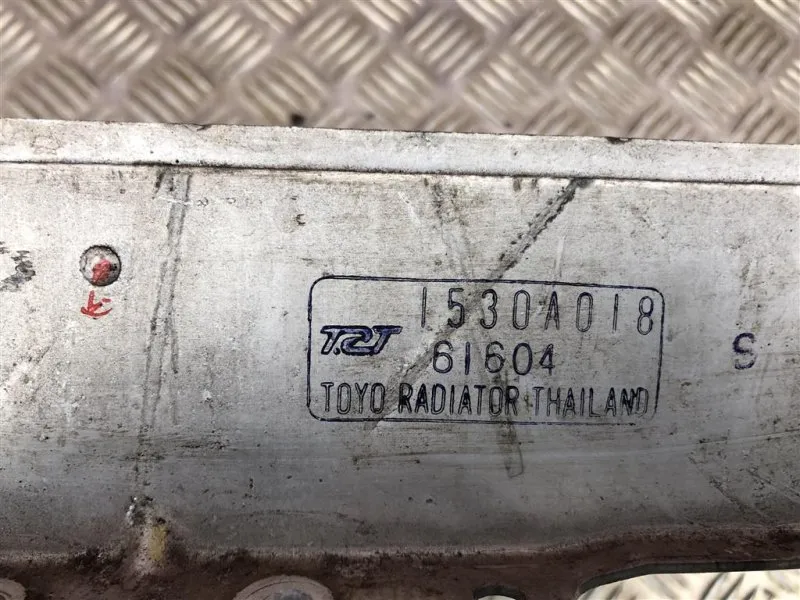 1530A018
TRT 61604
TOYO RADIATOR THAILAND
S